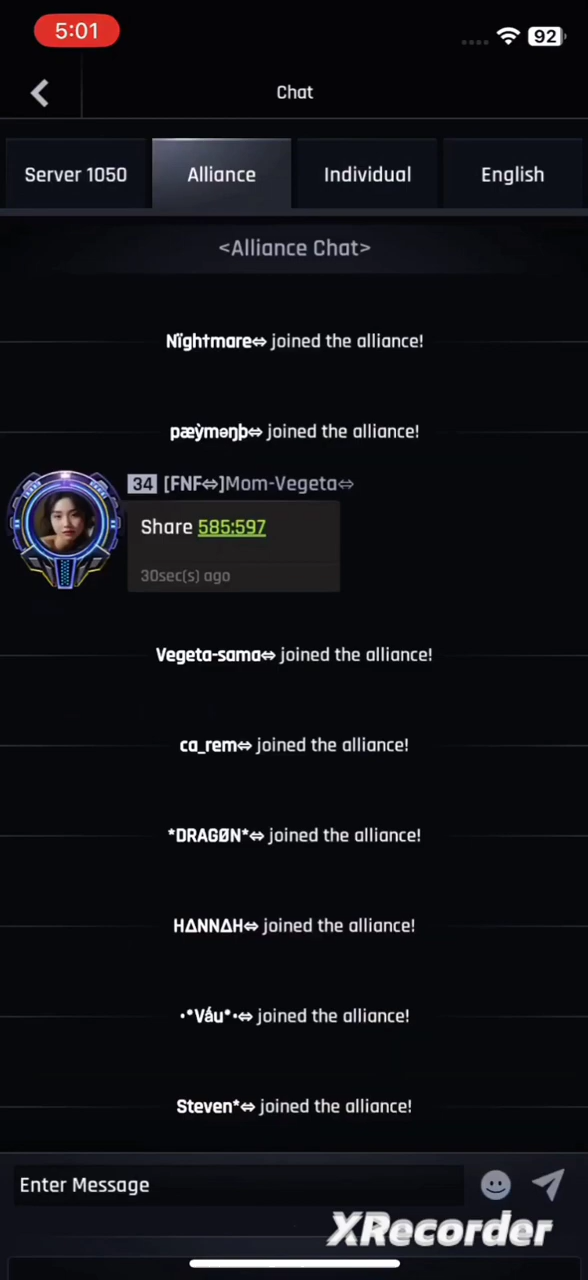 5:01
92
Chat
Server 1050
Alliance
Individual
English
<Alliance Chat>
Nïghtmare⇔ joined the alliance!
pæỳmǝŋþ⇔ joined the alliance!
34 [FNF⇔]Mom-Vegeta⇔
Share 585:597
30sec(s) ago
Vegeta-sama⇔ joined the alliance!
ca_rem⇔ joined the alliance!
*DRAGØN*⇔ joined the alliance!
HΔNNΔH⇔ joined the alliance!
•*Vấu*•⇔ joined the alliance!
Steven*⇔ joined the alliance!
Enter Message
XRecorder